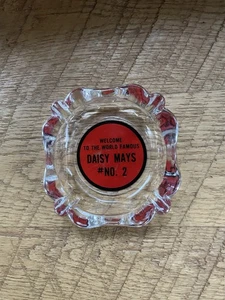 WELCOME
TO THE WORLD FAMOUS
DAISY MAYS
#NO. 2